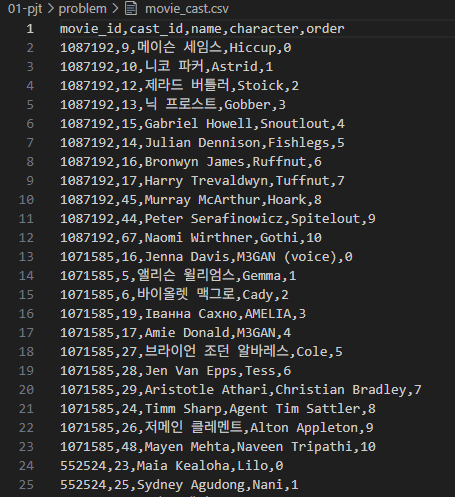 01-pjt > problem > movie_cast.csv
1 movie_id,cast_id,name,character,order
2 1087192,9,메이슨 세임스,Hiccup,0
3 1087192,10,니코 파커,Astrid,1
4 1087192,12,제라드 버틀러,Stoick,2
5 1087192,13,닉 프로스트,Gobber,3
6 1087192,15,Gabriel Howell,Snoutlout,4
7 1087192,14,Julian Dennison,Fishlegs,5
8 1087192,16,Bronwyn James,Ruffnut,6
9 1087192,17,Harry Trevaldwyn,Tuffnut,7
10 1087192,45,Murray McArthur,Hoark,8
11 1087192,44,Peter Serafinowicz,Spitelout,9
12 1087192,67,Naomi Wirthner,Gothi,10
13 1071585,16,Jenna Davis,M3GAN (voice),0
14 1071585,5,앨리슨 윌리엄스,Gemma,1
15 1071585,6,바이올렛 맥그로,Cady,2
16 1071585,19,Іванна Сахно,AMELIA,3
17 1071585,17,Amie Donald,M3GAN,4
18 1071585,27,브라이언 조던 알바레스,Cole,5
19 1071585,28,Jen Van Epps,Tess,6
20 1071585,29,Aristotle Athari,Christian Bradley,7
21 1071585,24,Timm Sharp,Agent Tim Sattler,8
22 1071585,26,저메인 클레멘트,Alton Appleton,9
23 1071585,48,Mayen Mehta,Naveen Tripathi,10
24 552524,23,Maia Kealoha,Lilo,0
25 552524,25,Sydney Agudong,Nani,1